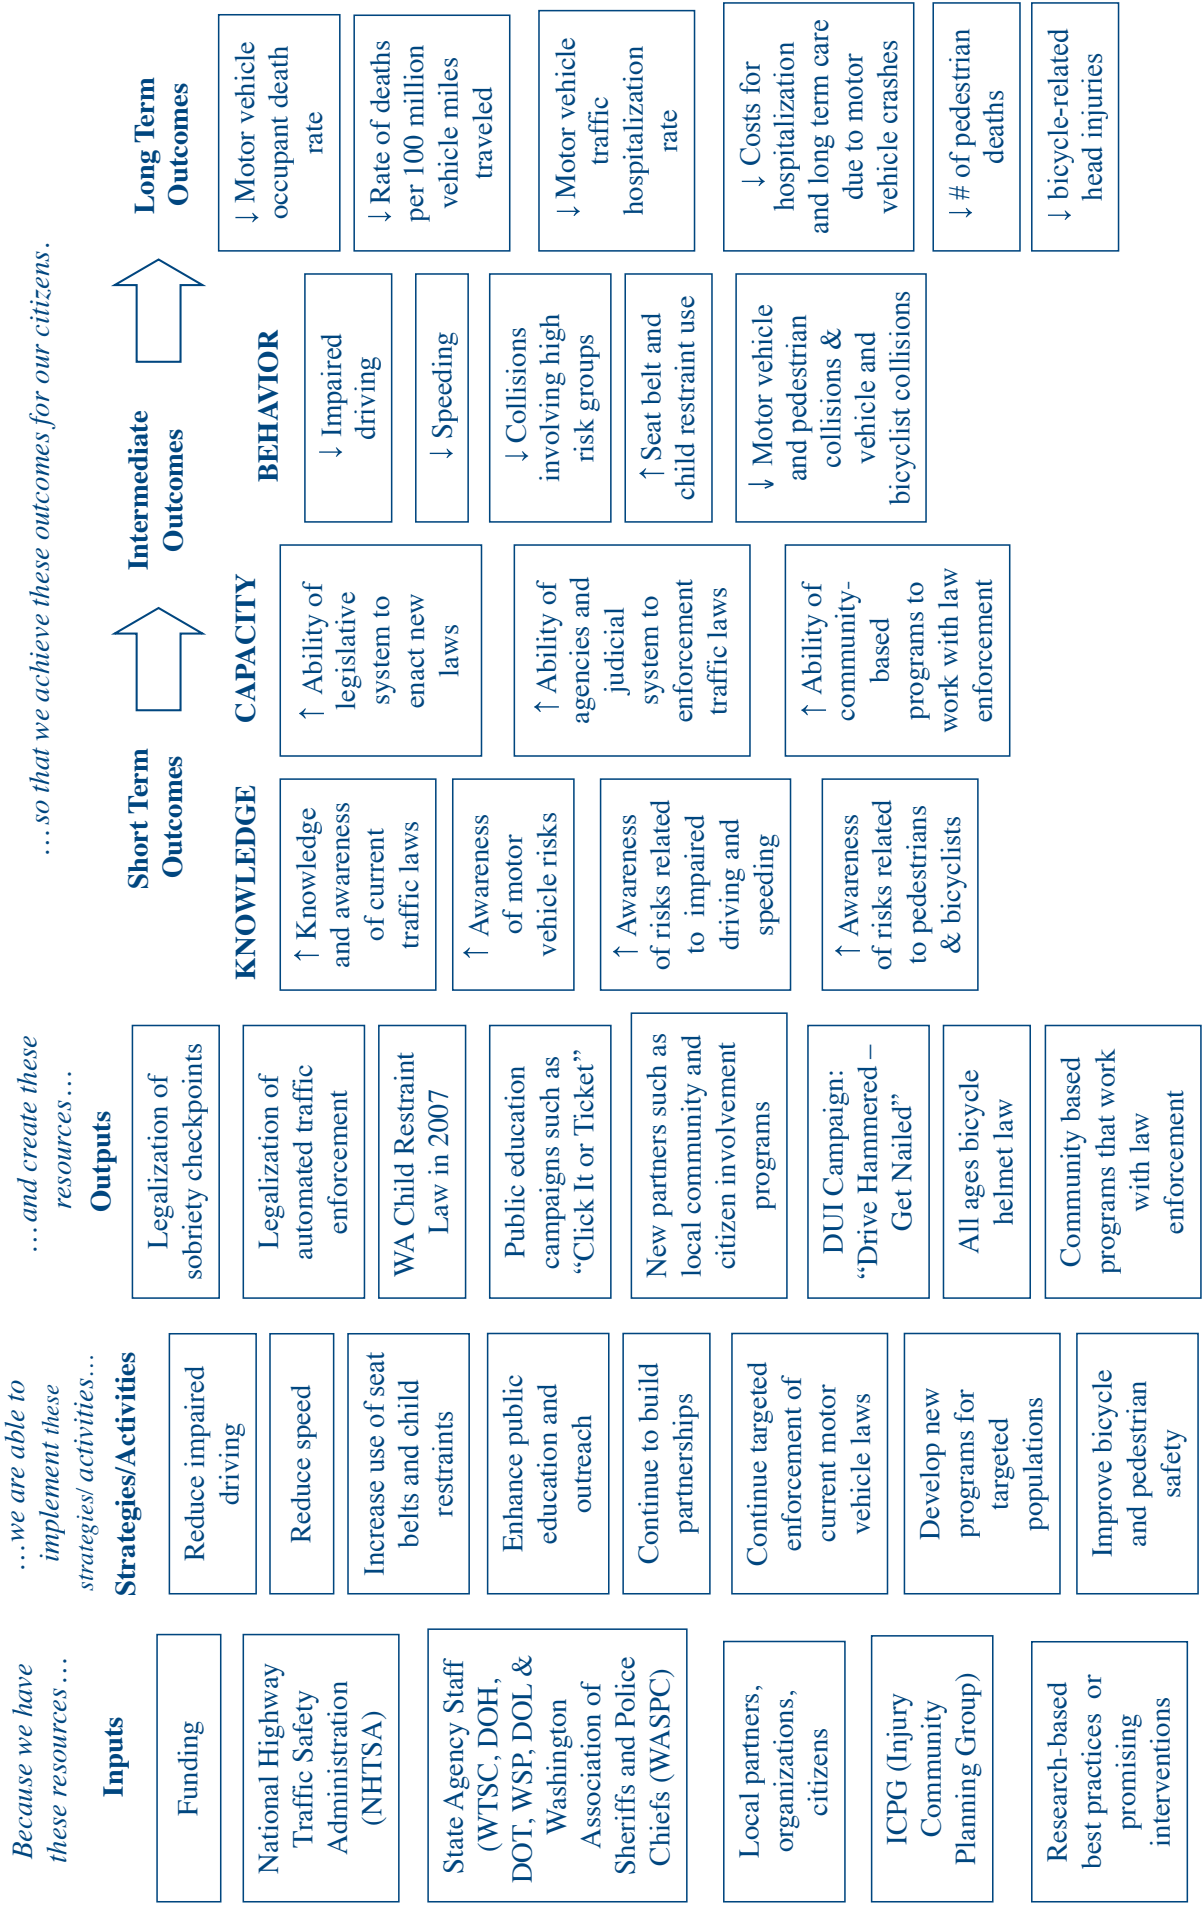 Because we have
these resources…
Inputs
Funding
National Highway
Traffic Safety
Administration
(NHTSA)
State Agency Staff
(WTSC, DOH,
DOT, WSP, DOL &
Washington
Association of
Sheriffs and Police
Chiefs (WASPC)
Local partners,
organizations,
citizens
ICPG (Injury
Community
Planning Group)
Research-based
best practices or
promising
interventions
…we are able to
implement these
strategies/ activities…
Strategies/Activities
Reduce impaired
driving
Reduce speed
Increase use of seat
belts and child
restraints
Enhance public
education and
outreach
Continue to build
partnerships
Continue targeted
enforcement of
current motor
vehicle laws
Develop new
programs for
targeted
populations
Improve bicycle
and pedestrian
safety
…and create these
resources…
Outputs
Legalization of
sobriety checkpoints
Legalization of
automated traffic
enforcement
WA Child Restraint
Law in 2007
Public education
campaigns such as
“Click It or Ticket”
New partners such as
local community and
citizen involvement
programs
DUI Campaign:
“Drive Hammered –
Get Nailed”
All ages bicycle
helmet law
Community based
programs that work
with law
enforcement
…so that we achieve these outcomes for our citizens.
Short Term
Outcomes
Intermediate
Outcomes
Long Term
Outcomes
KNOWLEDGE
↑ Knowledge
and awareness
of current
traffic laws
↑ Awareness
of motor
vehicle risks
↑ Awareness
of risks related
to impaired
driving and
speeding
↑ Awareness
of risks related
to pedestrians
& bicyclists
CAPACITY
↑ Ability of
legislative
system to
enact new
laws
↑ Ability of
agencies and
judicial
system to
enforcement
traffic laws
↑ Ability of
community-
based
programs to
work with law
enforcement
BEHAVIOR
↓ Impaired
driving
↓ Speeding
↓ Collisions
involving high
risk groups
↑ Seat belt and
child restraint use
↓ Motor vehicle
and pedestrian
collisions &
vehicle and
bicyclist collisions
↓ Motor vehicle
occupant death
rate
↓ Rate of deaths
per 100 million
vehicle miles
traveled
↓ Motor vehicle
traffic
hospitalization
rate
↓ Costs for
hospitalization
and long term care
due to motor
vehicle crashes
↓ # of pedestrian
deaths
↓ bicycle-related
head injuries